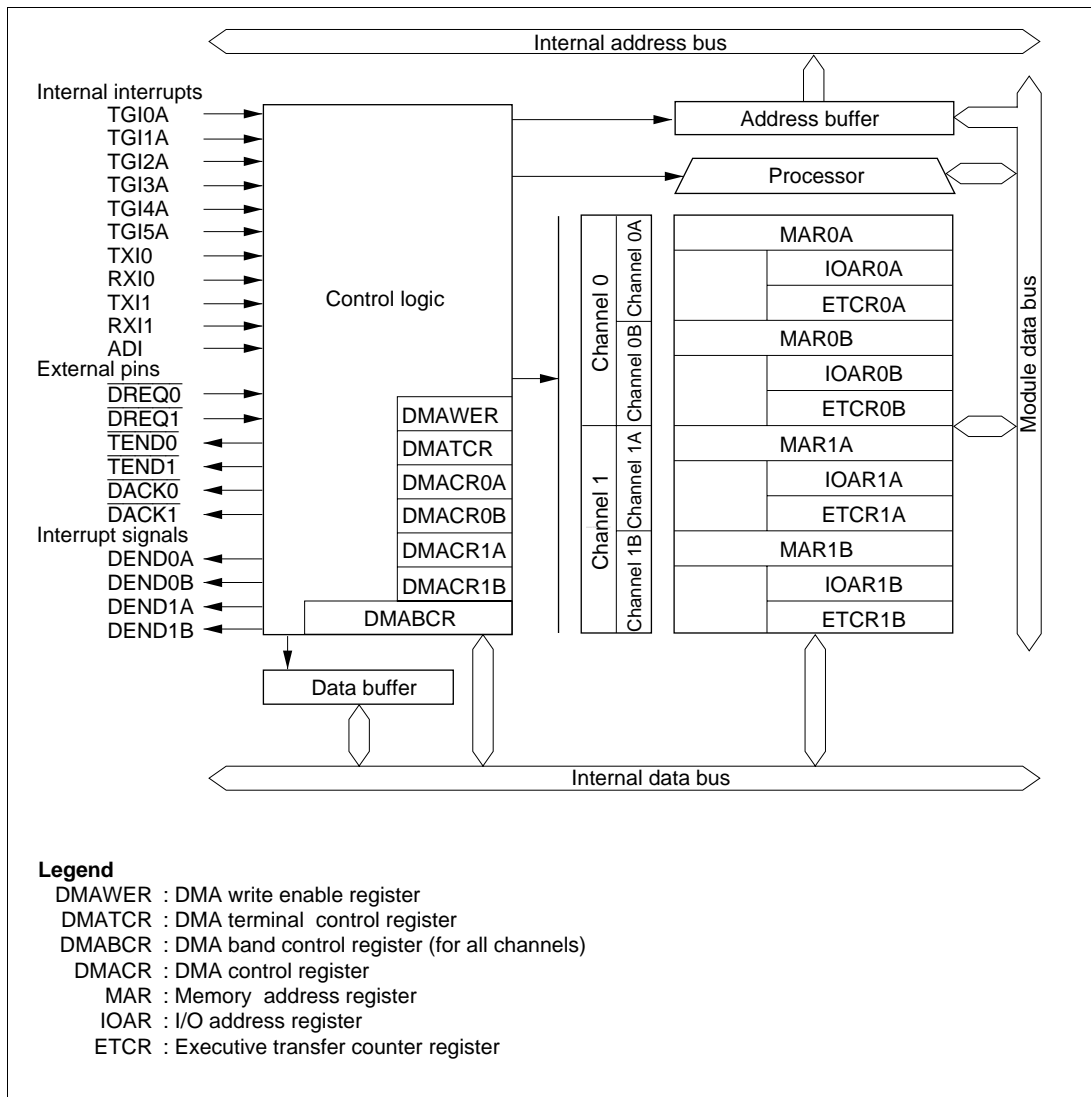 Internal address bus
Internal interrupts
TGI0A
TGI1A
TGI2A
TGI3A
TGI4A
TGI5A
TXI0
RXI0
TXI1
RXI1
ADI
External pins
DREQ0
DREQ1
TEND0
TEND1
DACK0
DACK1
Interrupt signals
DEND0A
DEND0B
DEND1A
DEND1B
Control logic
DMAWER
DMATCR
DMACR0A
DMACR0B
DMACR1A
DMACR1B
DMABCR
Data buffer
Address buffer
Processor
Channel 0
Channel 0A
Channel 0B
Channel 1
Channel 1A
Channel 1B
MAR0A
IOAR0A
ETCR0A
MAR0B
IOAR0B
ETCR0B
MAR1A
IOAR1A
ETCR1A
MAR1B
IOAR1B
ETCR1B
Module data bus
Internal data bus
Legend
DMAWER : DMA write enable register
DMATCR : DMA terminal control register
DMABCR : DMA band control register (for all channels)
DMACR : DMA control register
MAR : Memory address register
IOAR : I/O address register
ETCR : Executive transfer counter register